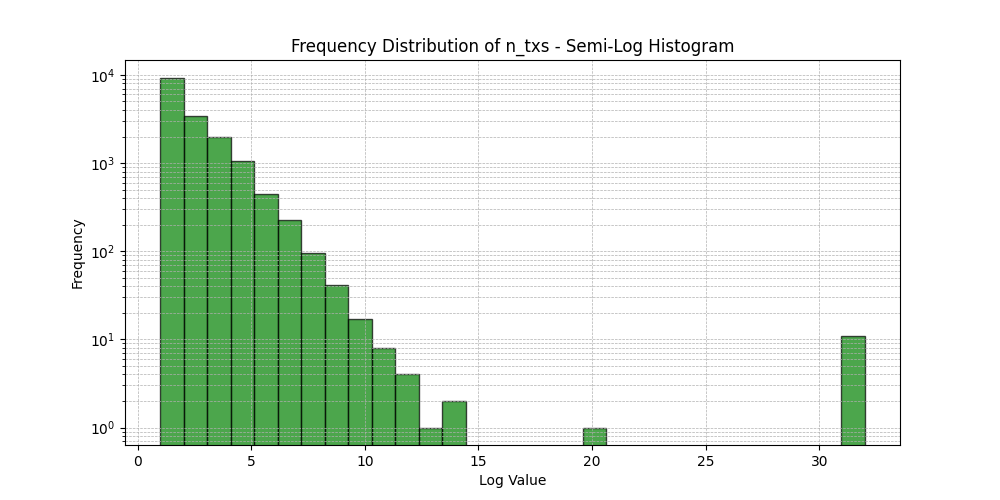 Frequency Distribution of n_txs - Semi-Log Histogram
Frequency
10^4
10^3
10^2
10^1
10^0
0 5 10 15 20 25 30
Log Value